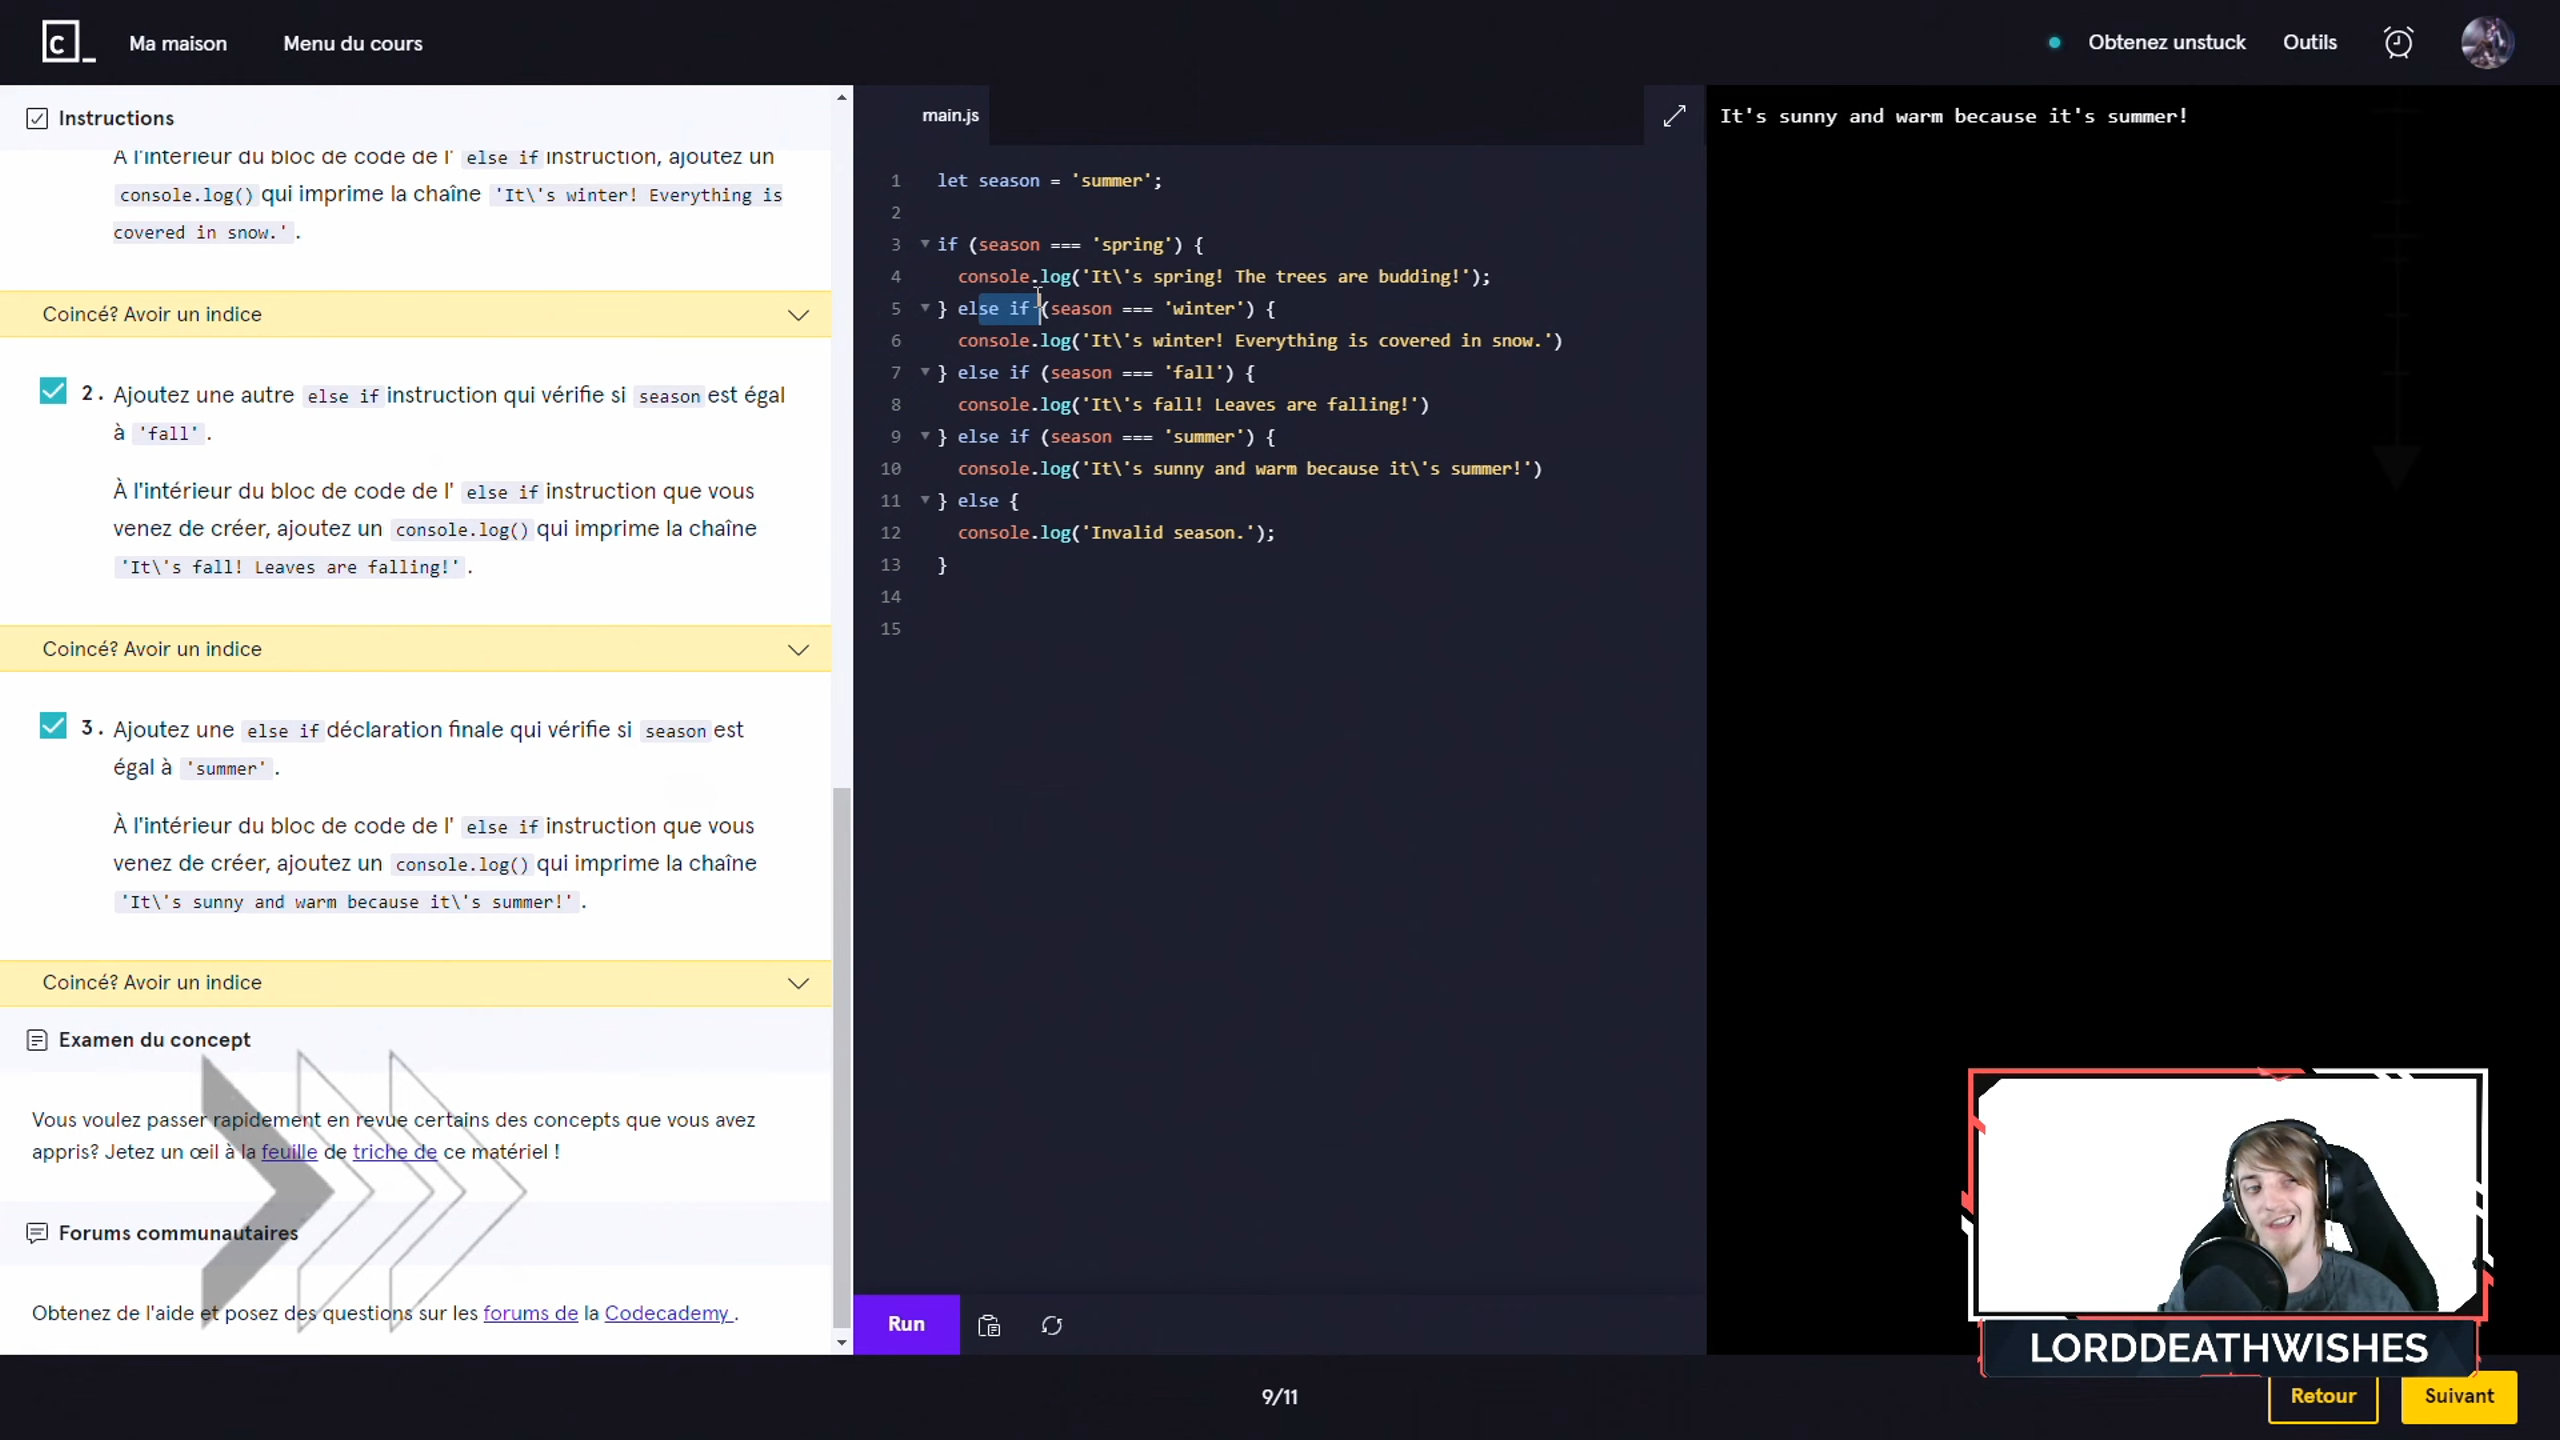 C_ Ma maison Menu du cours Obtenez unstuck Outils
Instructions
À l'intérieur du bloc de code de l' else if instruction, ajoutez un
console.log() qui imprime la chaîne 'It\'s winter! Everything is
covered in snow.' .
Coincé? Avoir un indice
2. Ajoutez une autre else if instruction qui vérifie si season est égal
à 'fall' .
À l'intérieur du bloc de code de l' else if instruction que vous
venez de créer, ajoutez un console.log() qui imprime la chaîne
'It\'s fall! Leaves are falling!' .
Coincé? Avoir un indice
3. Ajoutez une else if déclaration finale qui vérifie si season est
égal à 'summer' .
À l'intérieur du bloc de code de l' else if instruction que vous
venez de créer, ajoutez un console.log() qui imprime la chaîne
'It\'s sunny and warm because it\'s summer!' .
Coincé? Avoir un indice
Examen du concept
Vous voulez passer rapidement en revue certains des concepts que vous avez
appris? Jetez un œil à la feuille de triche de ce matériel !
Forums communautaires
Obtenez de l'aide et posez des questions sur les forums de la Codecademy .
main.js
1 let season = 'summer';
2
3 if (season === 'spring') {
4 console.log('It\'s spring! The trees are budding!');
5 } else if (season === 'winter') {
6 console.log('It\'s winter! Everything is covered in snow.')
7 } else if (season === 'fall') {
8 console.log('It\'s fall! Leaves are falling!')
9 } else if (season === 'summer') {
10 console.log('It\'s sunny and warm because it\'s summer!')
11 } else {
12 console.log('Invalid season.');
13 }
14
15
Run
It's sunny and warm because it's summer!
LORDDEATHWISHES
9/11
Retour Suivant